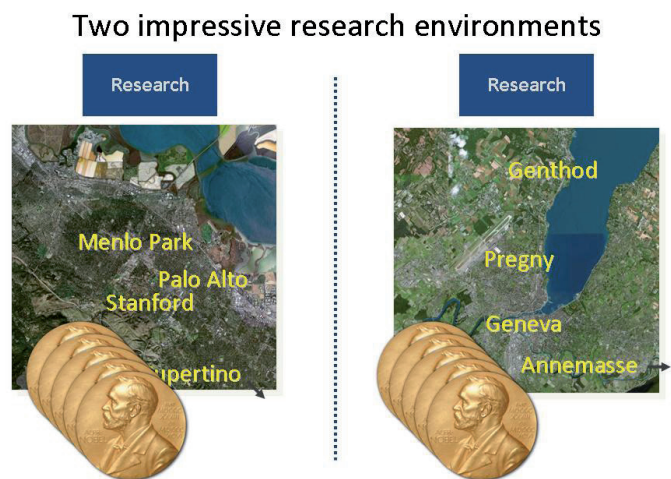 Two impressive research environments
Research
Research
Menlo Park
Palo Alto
Stanford
upertino
Genthod
Pregny
Geneva
Annemasse